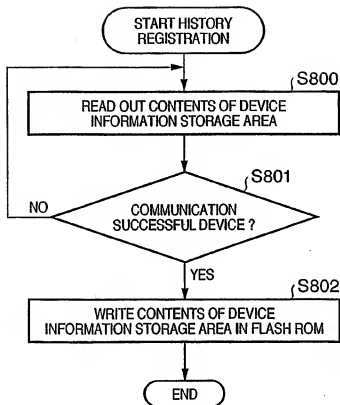 START HISTORY
REGISTRATION
S800
READ OUT CONTENTS OF DEVICE
INFORMATION STORAGE AREA
S801
COMMUNICATION
SUCCESSFUL DEVICE ?
NO
YES
S802
WRITE CONTENTS OF DEVICE
INFORMATION STORAGE AREA IN FLASH ROM
END